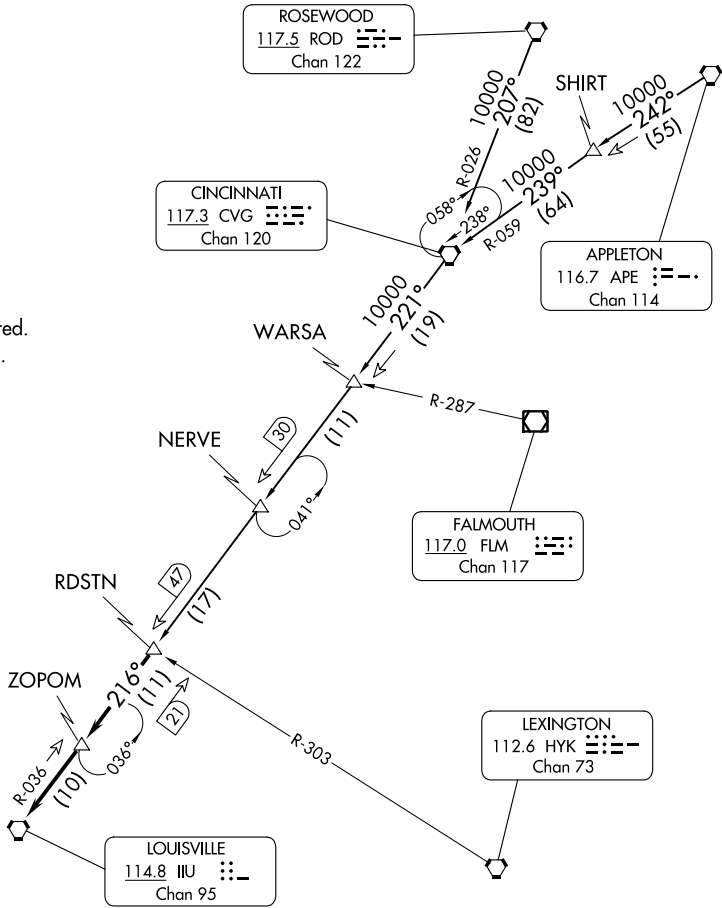 ROSEWOOD
117.5 ROD
Chan 122
SHIRT
10000
207°
(82)
R-026
10000
242°
(55)
10000
239°
(64)
R-059
CINCINNATI
117.3 CVG
Chan 120
058°
238°
APPLETON
116.7 APE
Chan 114
10000
221°
(19)
red.
.
WARSA
R-287
30
(11)
NERVE
041°
FALMOUTH
117.0 FLM
Chan 117
47
(17)
RDSTN
ZOPOM
216°
(11)
21
036°
R-303
R-036
(10)
LEXINGTON
112.6 HYK
Chan 73
LOUISVILLE
114.8 IIU
Chan 95